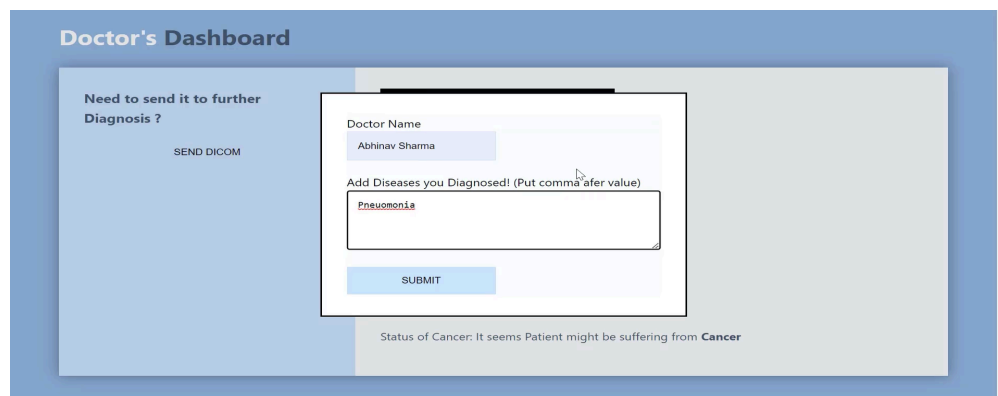 Doctor's Dashboard
Need to send it to further
Diagnosis ?
SEND DICOM
Doctor Name
Abhinav Sharma
Add Diseases you Diagnosed! (Put comma afer value)
Pneuomonia
SUBMIT
Status of Cancer: It seems Patient might be suffering from Cancer